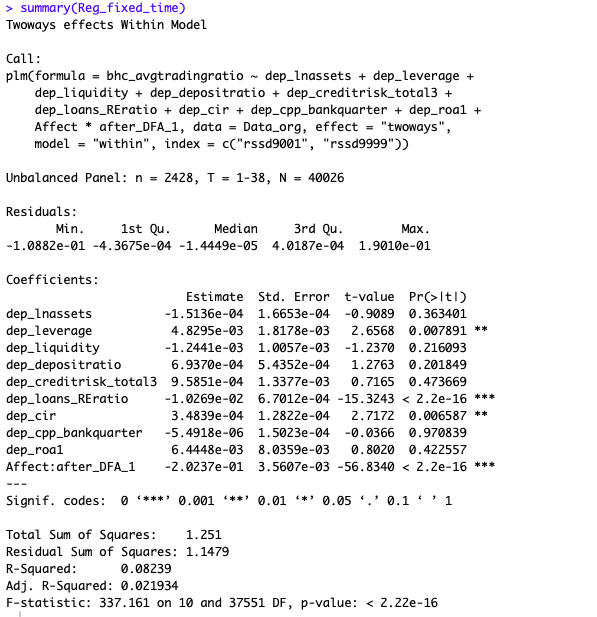 > summary(Reg_fixed_time)
Twoways effects Within Model

Call:
plm(formula = bhc_avgtradingratio ~ dep_lnassets + dep_leverage +
    dep_liquidity + dep_depositratio + dep_creditrisk_total3 +
    dep_loans_REratio + dep_cir + dep_cpp_bankquarter + dep_roa1 +
    Affect * after_DFA_1, data = Data_org, effect = "twoways",
    model = "within", index = c("rssd9001", "rssd9999"))

Unbalanced Panel: n = 2428, T = 1-38, N = 40026

Residuals:
       Min.     1st Qu.      Median     3rd Qu.        Max.
-1.0882e-01 -4.3675e-04 -1.4449e-05  4.0187e-04  1.9010e-01

Coefficients:
                         Estimate  Std. Error  t-value  Pr(>|t|)
dep_lnassets          -1.5136e-04  1.6653e-04  -0.9089  0.363401
dep_leverage           4.8295e-03  1.8178e-03   2.6568  0.007891 **
dep_liquidity         -1.2441e-03  1.0057e-03  -1.2370  0.216093
dep_depositratio       6.9370e-04  5.4352e-04   1.2763  0.201849
dep_creditrisk_total3  9.5851e-04  1.3377e-03   0.7165  0.473669
dep_loans_REratio     -1.0269e-02  6.7012e-04 -15.3243 < 2.2e-16 ***
dep_cir                3.4839e-04  1.2822e-04   2.7172  0.006587 **
dep_cpp_bankquarter   -5.4918e-06  1.5023e-04  -0.0366  0.970839
dep_roa1               6.4448e-03  8.0359e-03   0.8020  0.422557
Affect:after_DFA_1    -2.0237e-01  3.5607e-03 -56.8340 < 2.2e-16 ***
---
Signif. codes:  0 ‘***’ 0.001 ‘**’ 0.01 ‘*’ 0.05 ‘.’ 0.1 ‘ ’ 1

Total Sum of Squares:    1.251
Residual Sum of Squares: 1.1479
R-Squared:      0.08239
Adj. R-Squared: 0.021934
F-statistic: 337.161 on 10 and 37551 DF, p-value: < 2.22e-16